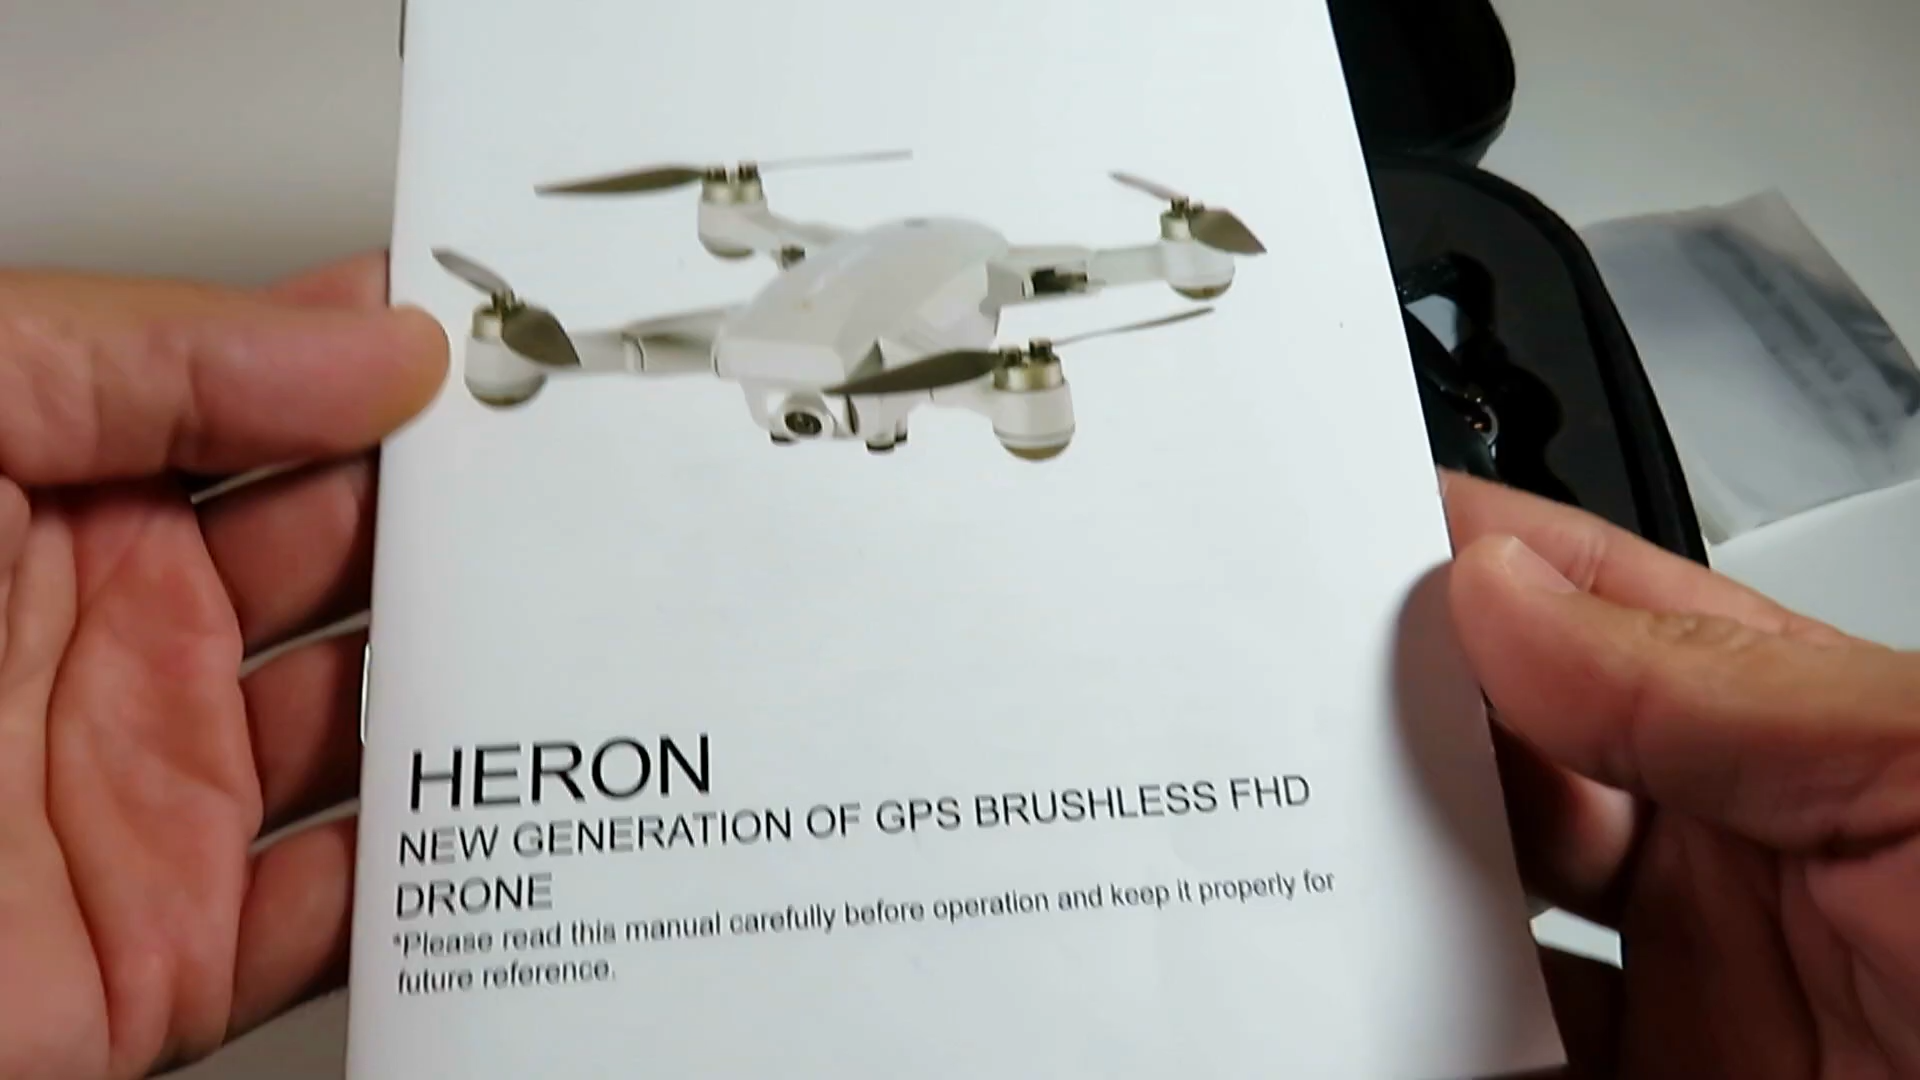 HERON
NEW GENERATION OF GPS BRUSHLESS FHD
DRONE
*Please read this manual carefully before operation and keep it properly for
future reference.